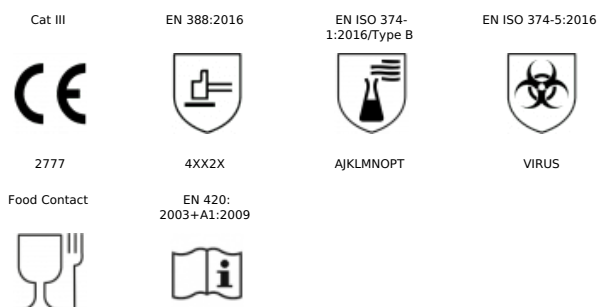 Cat III
EN 388:2016
EN ISO 374-
1:2016/Type B
EN ISO 374-5:2016
CE
i
2777
4XX2X
AJKLMNOPT
VIRUS
Food Contact
EN 420:
2003+A1:2009
i